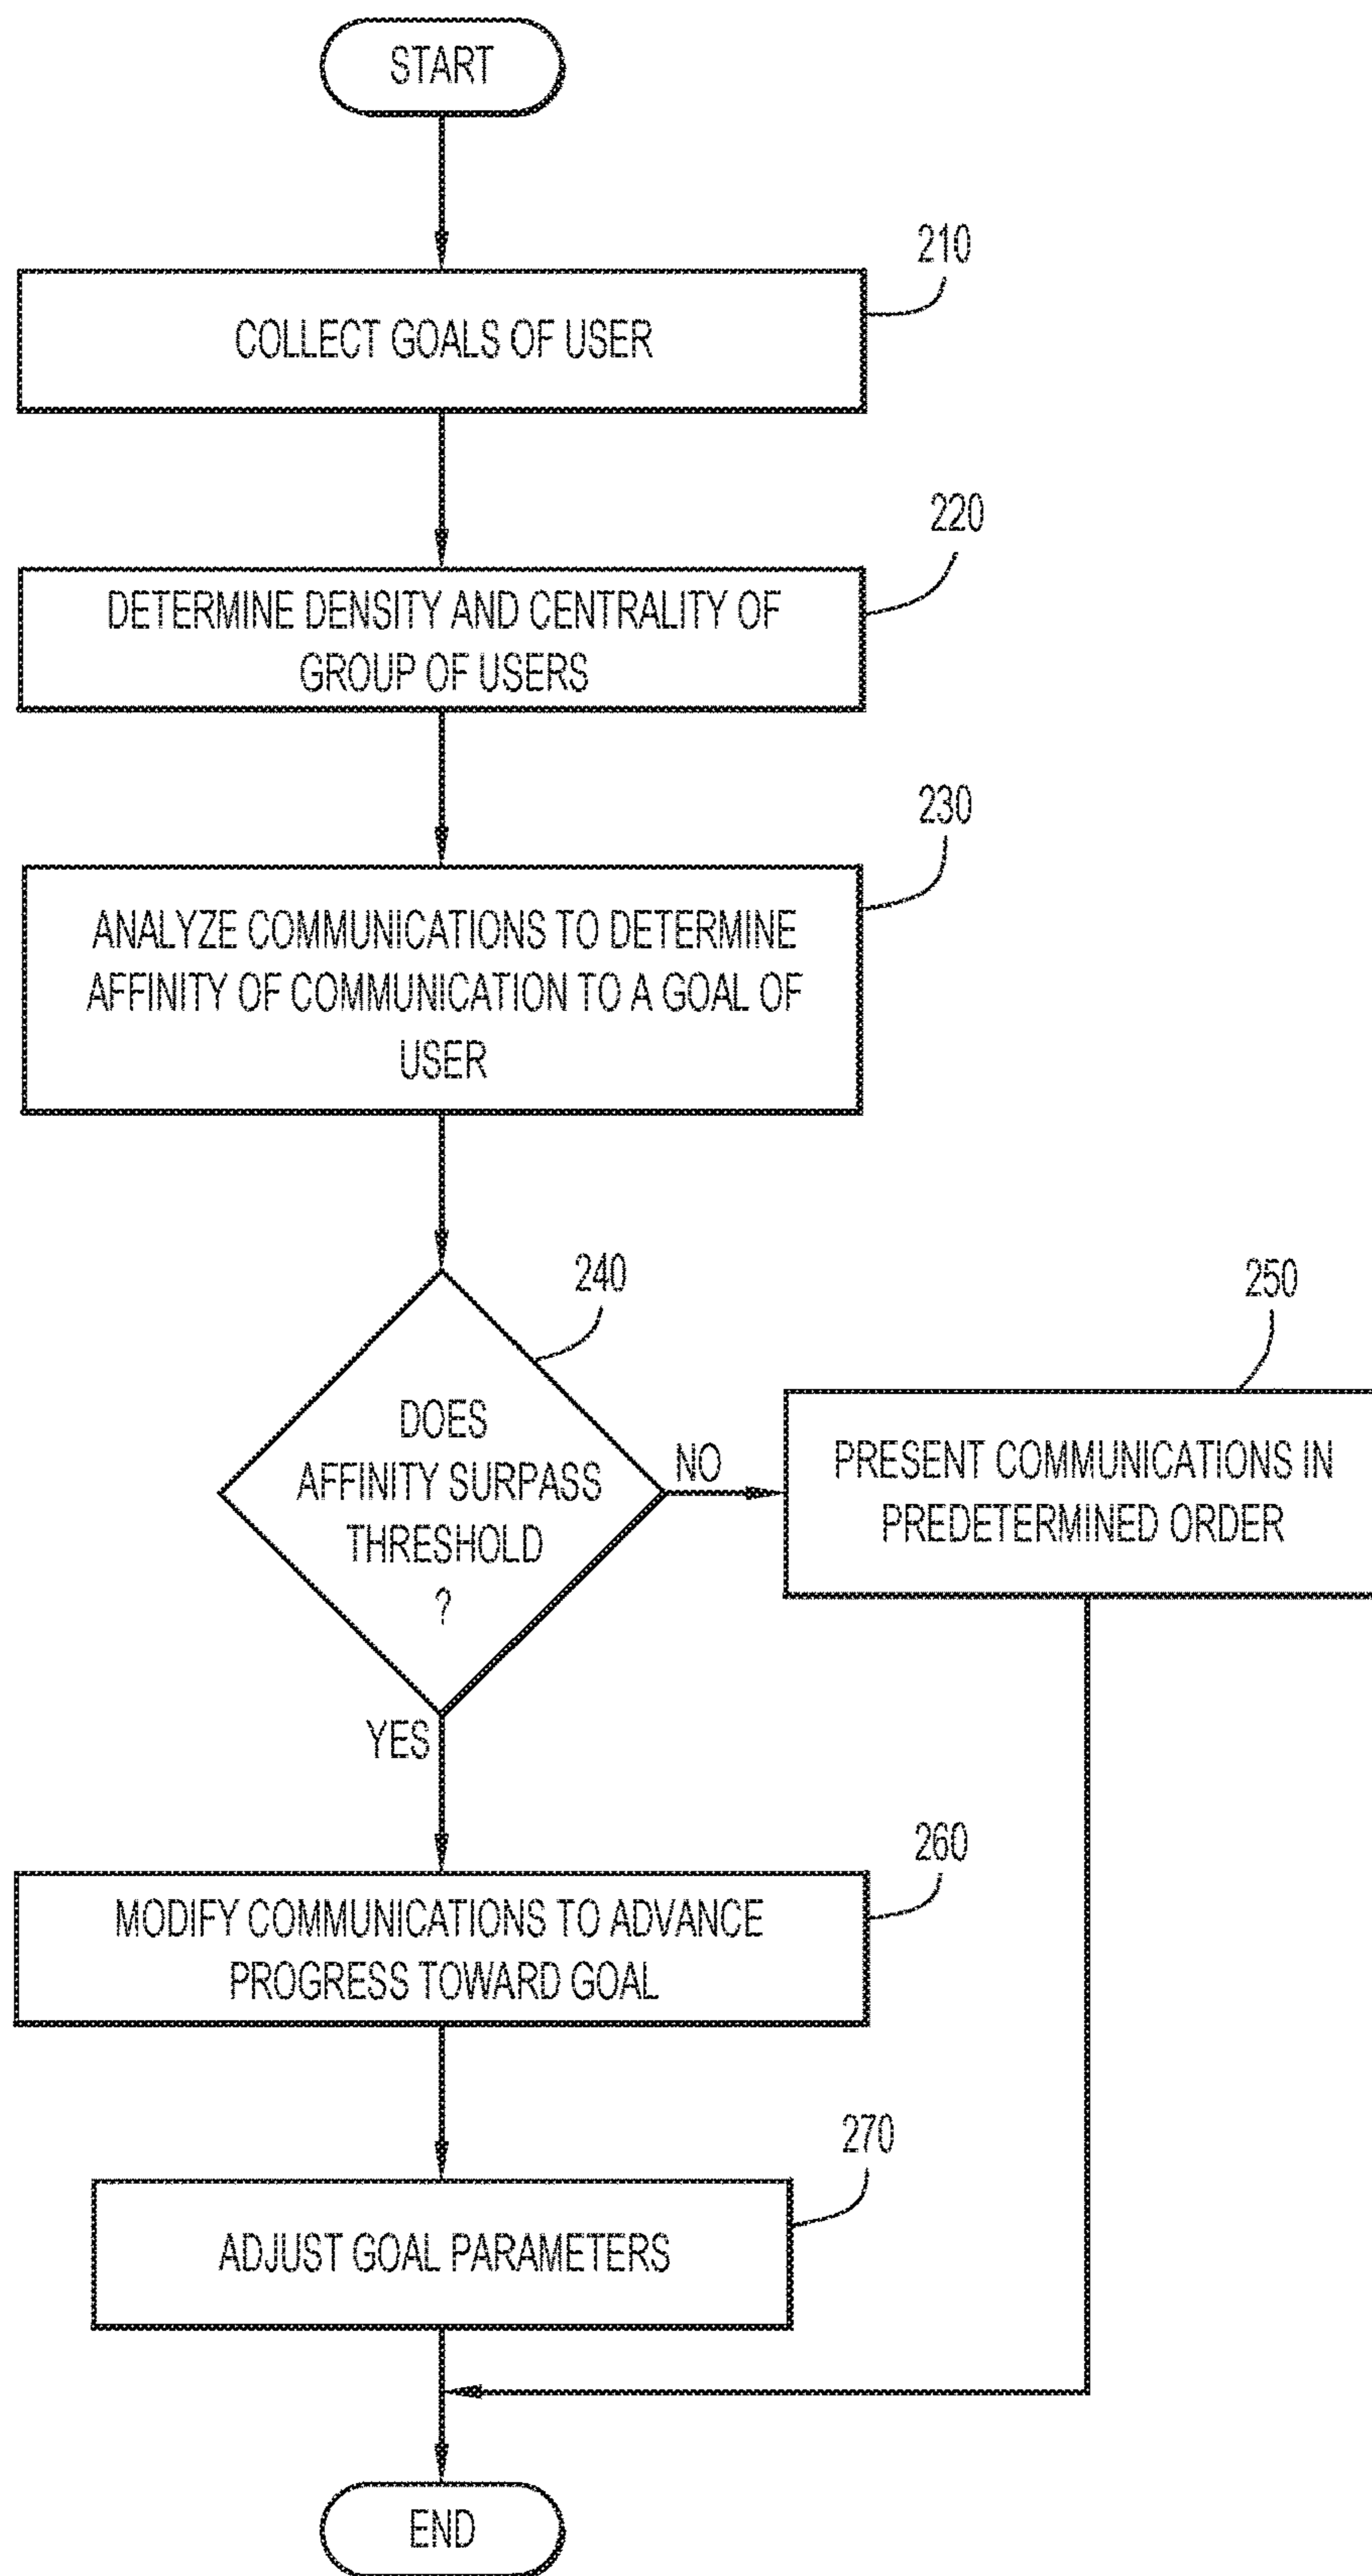 START
210
COLLECT GOALS OF USER
220
DETERMINE DENSITY AND CENTRALITY OF
GROUP OF USERS
230
ANALYZE COMMUNICATIONS TO DETERMINE
AFFINITY OF COMMUNICATION TO A GOAL OF
USER
240
DOES
AFFINITY SURPASS
THRESHOLD
?
NO
250
PRESENT COMMUNICATIONS IN
PREDETERMINED ORDER
YES
260
MODIFY COMMUNICATIONS TO ADVANCE
PROGRESS TOWARD GOAL
270
ADJUST GOAL PARAMETERS
END